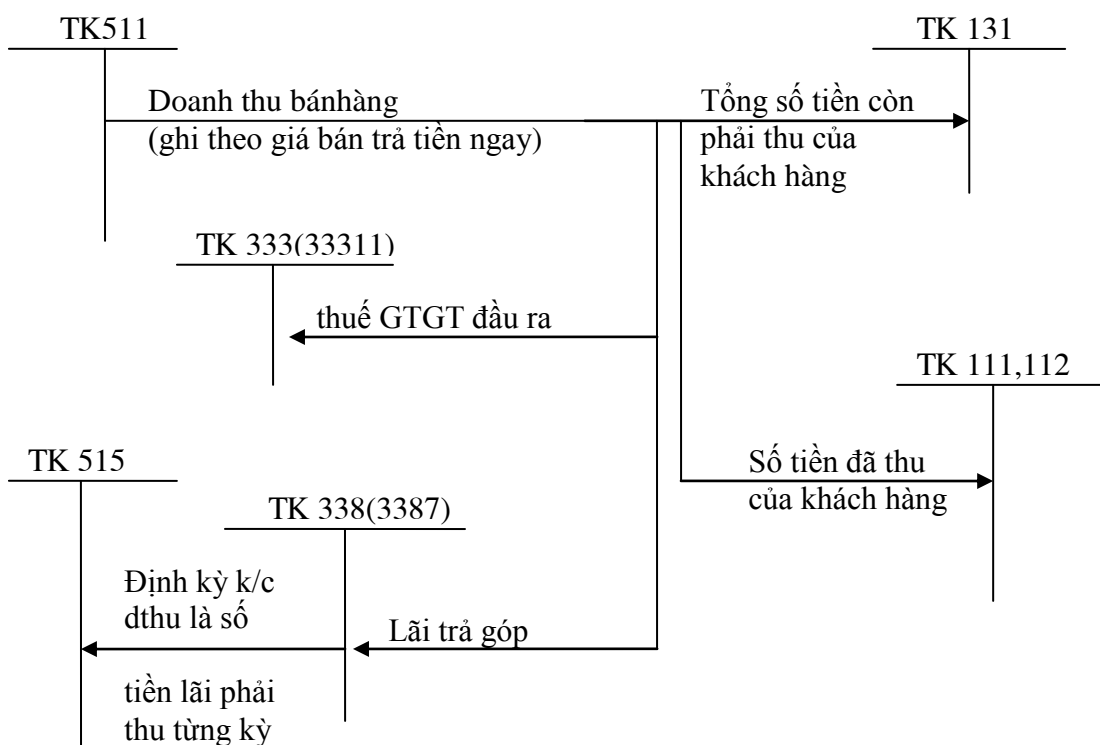 TK511
TK 131
Doanh thu bánhàng
(ghi theo giá bán trả tiền ngay)
Tổng số tiền còn
phải thu của
khách hàng
TK 333(33311)
thuế GTGT đầu ra
TK 111,112
Số tiền đã thu
của khách hàng
TK 515
TK 338(3387)
Định kỳ k/c
dthu là số
tiền lãi phải
thu từng kỳ
Lãi trả góp